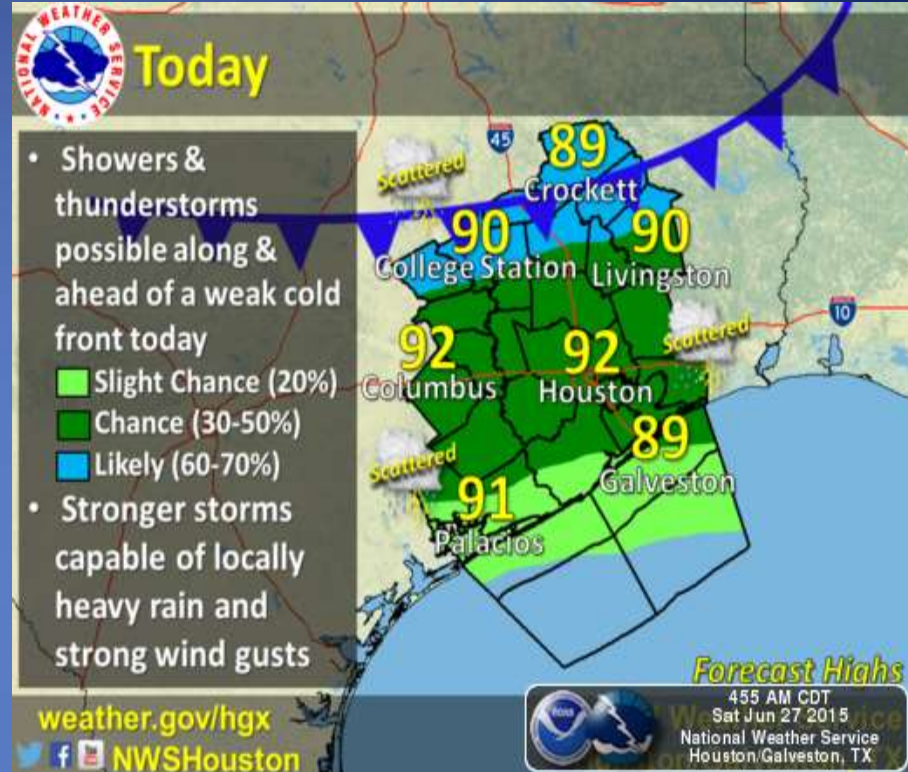 NATIONAL WEATHER SERVICE
Today
• Showers &
thunderstorms
possible along &
ahead of a weak cold
front today
Slight Chance (20%)
Chance (30-50%)
Likely (60-70%)
• Stronger storms
capable of locally
heavy rain and
strong wind gusts
45
Scattered
89
Crockett
90
College Station
90
Livingston
10
Scattered
92
Columbus
92
Houston
Scattered
89
Galveston
91
Palacios
Forecast Highs
weather.gov/hgx
NWSHouston
noaa
455 AM CDT
Sat Jun 27 2015
National Weather Service
Houston/Galveston, TX